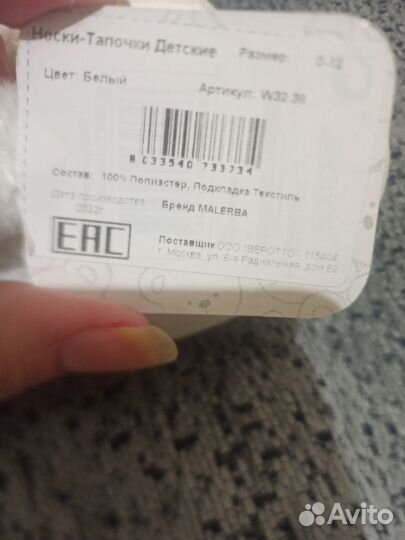 Носки-Тапочки Детские Размер: 0-12
Цвет: Белый Артикул: W32 39
8 033540 733734
Состав: 100% Полиэстер, Подкладка Текстиль
Дата производства
2022г.
Бренд MALERBA
EAC
Поставщик ООО "ВЕРОТТО" 115404
г. Москва, ул. 6-я Радиальная, дом 62
Avito